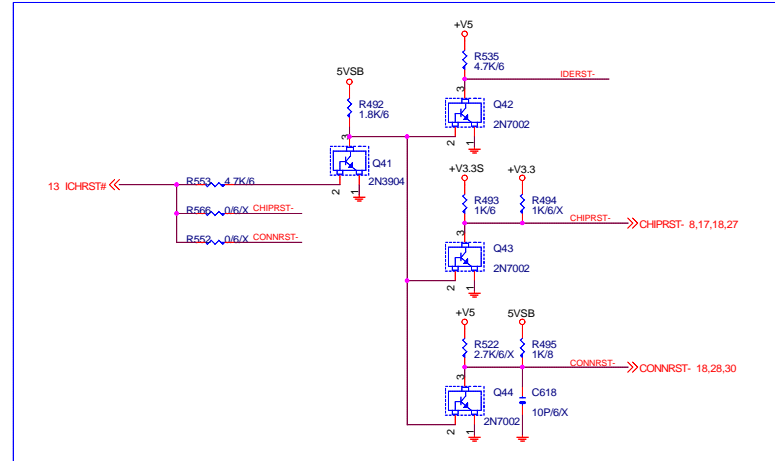 +V5
R535
4.7K/6
IDERST-
5VSB
R492
1.8K/6
3
Q42
2N7002
2
1
3
Q41
2N3904
2
1
13 ICHRST#
R553 4.7K/6
R566 0/6/X CHIPRST-
R552 0/6/X CONNRST-
+V3.3S
+V3.3
R493
1K/6
R494
1K/6/X
CHIPRST-
CHIPRST- 8,17,18,27
3
Q43
2N7002
2
1
+V5
5VSB
R522
2.7K/6/X
R495
1K/8
CONNRST-
CONNRST- 18,28,30
3
Q44
2N7002
2
1
C618
10P/6/X